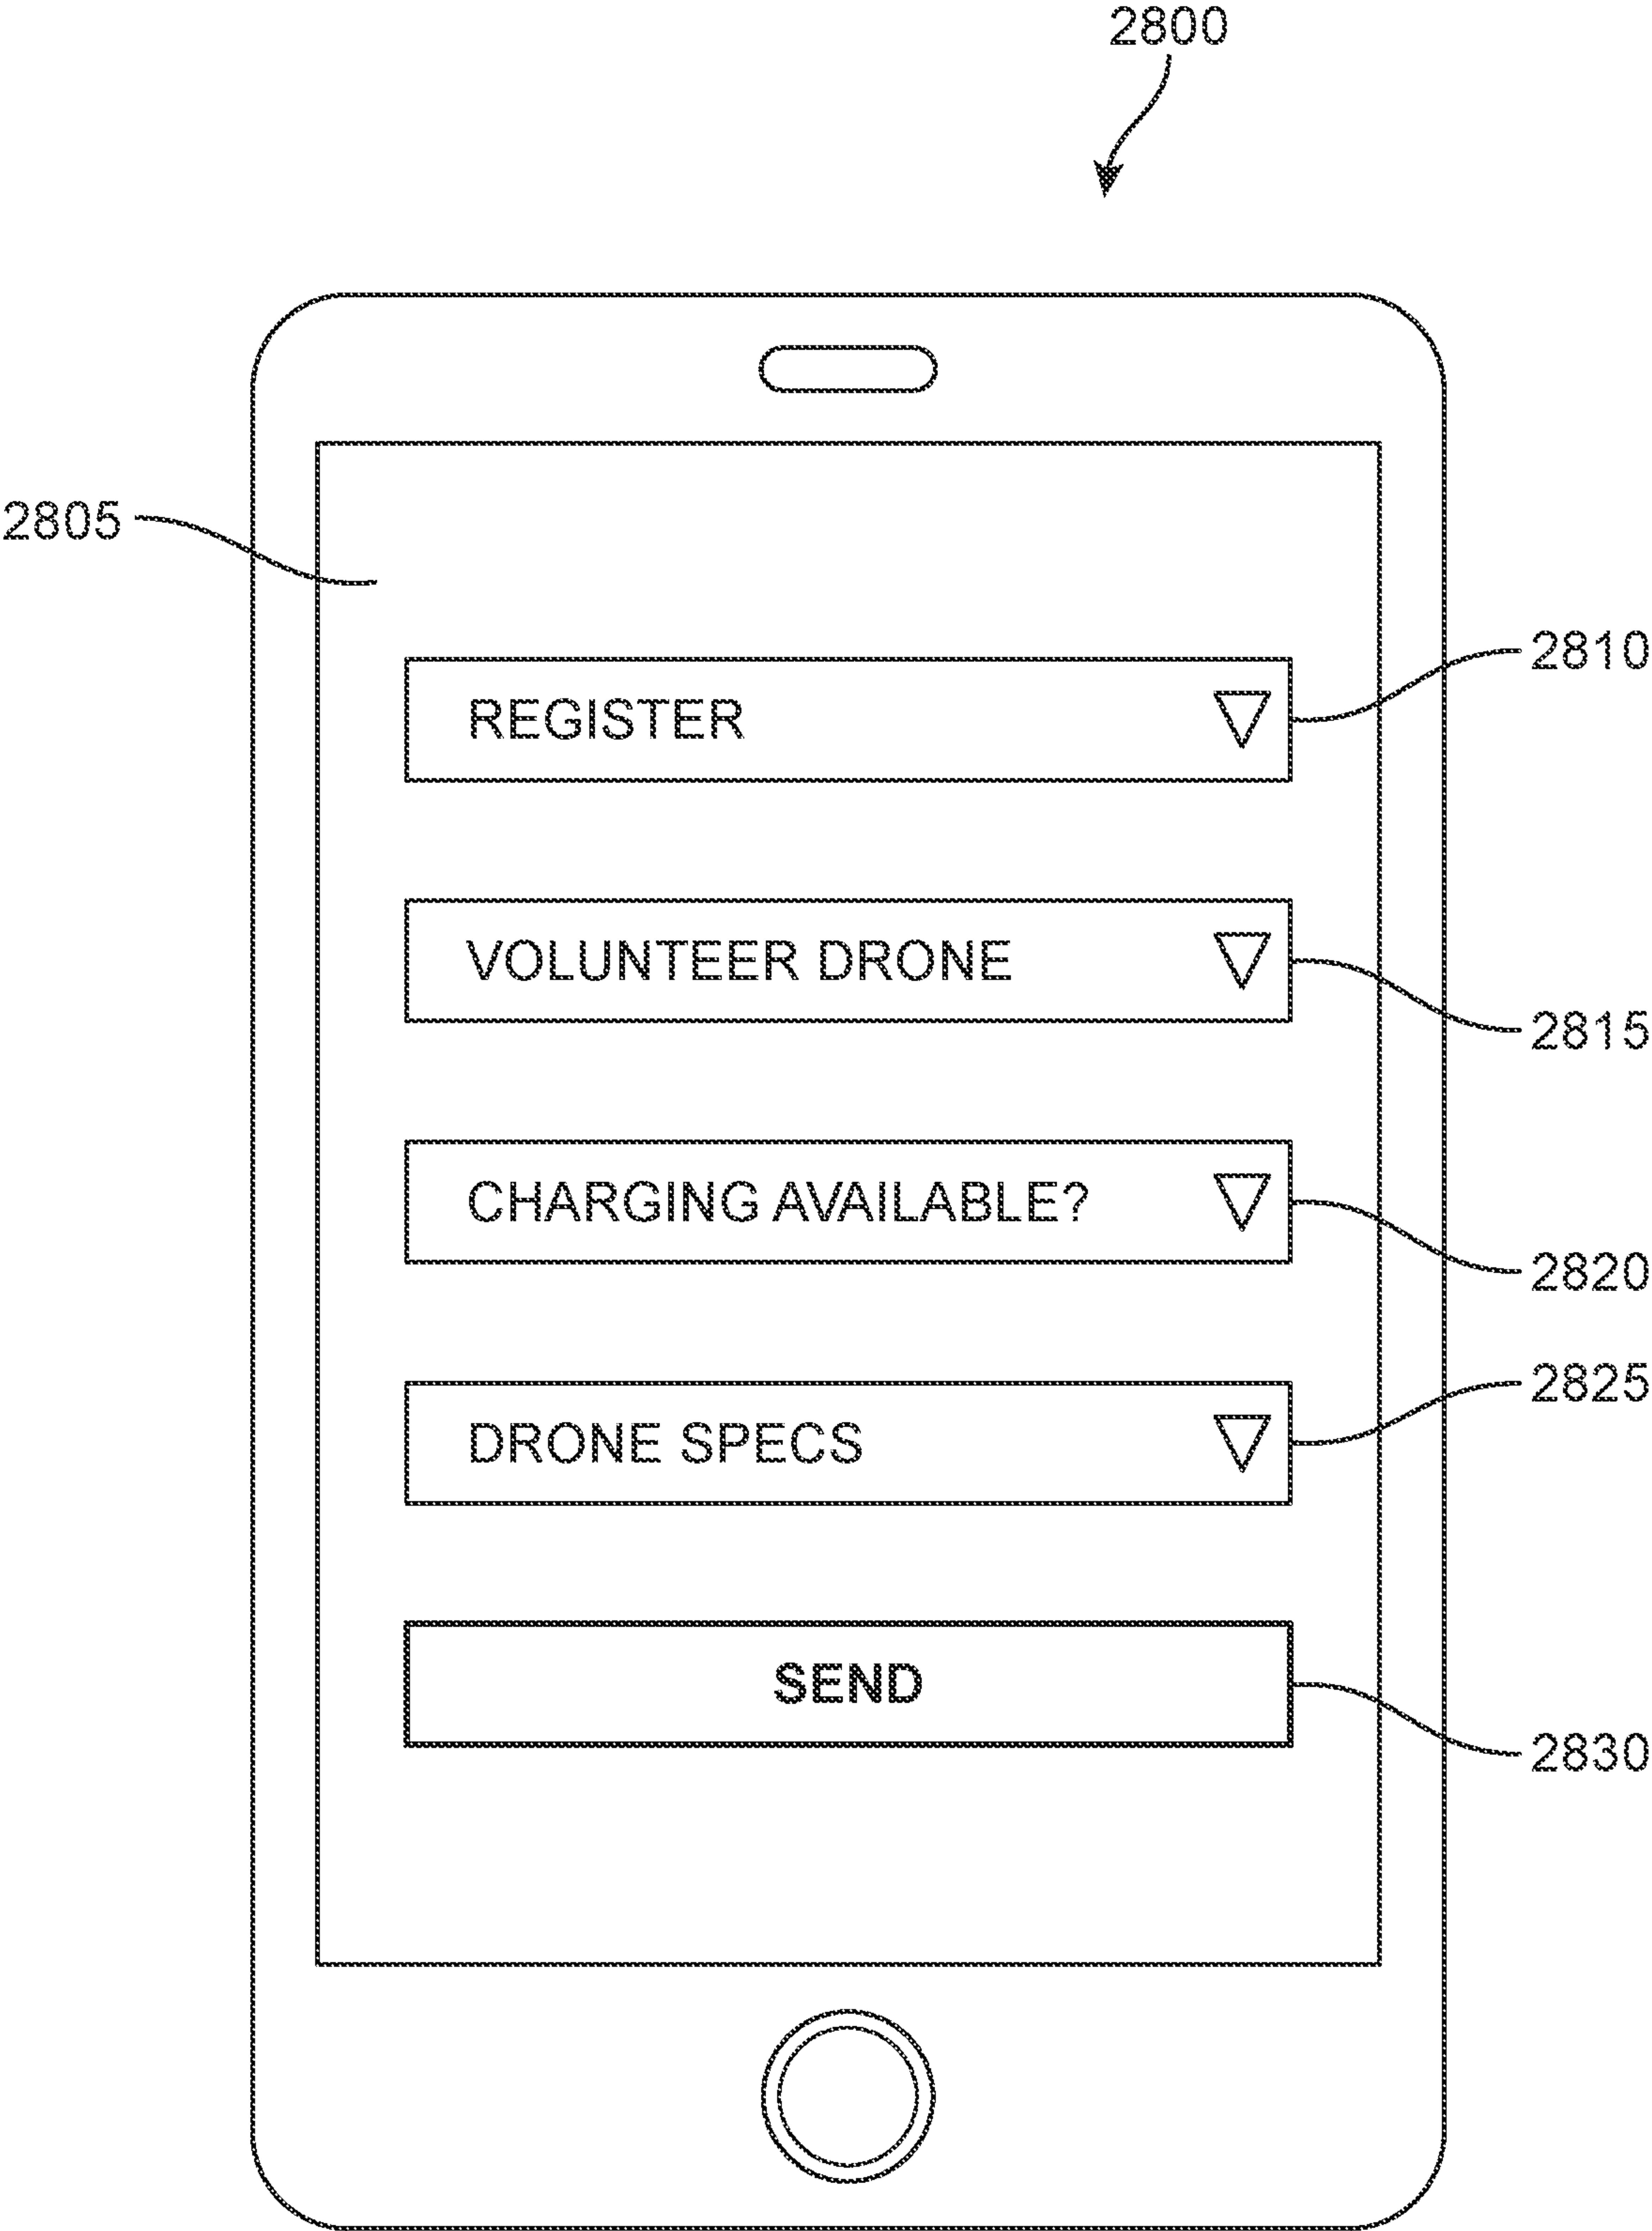 2800
2805
2810
REGISTER
VOLUNTEER DRONE
2815
CHARGING AVAILABLE?
2820
2825
DRONE SPECS
SEND
2830